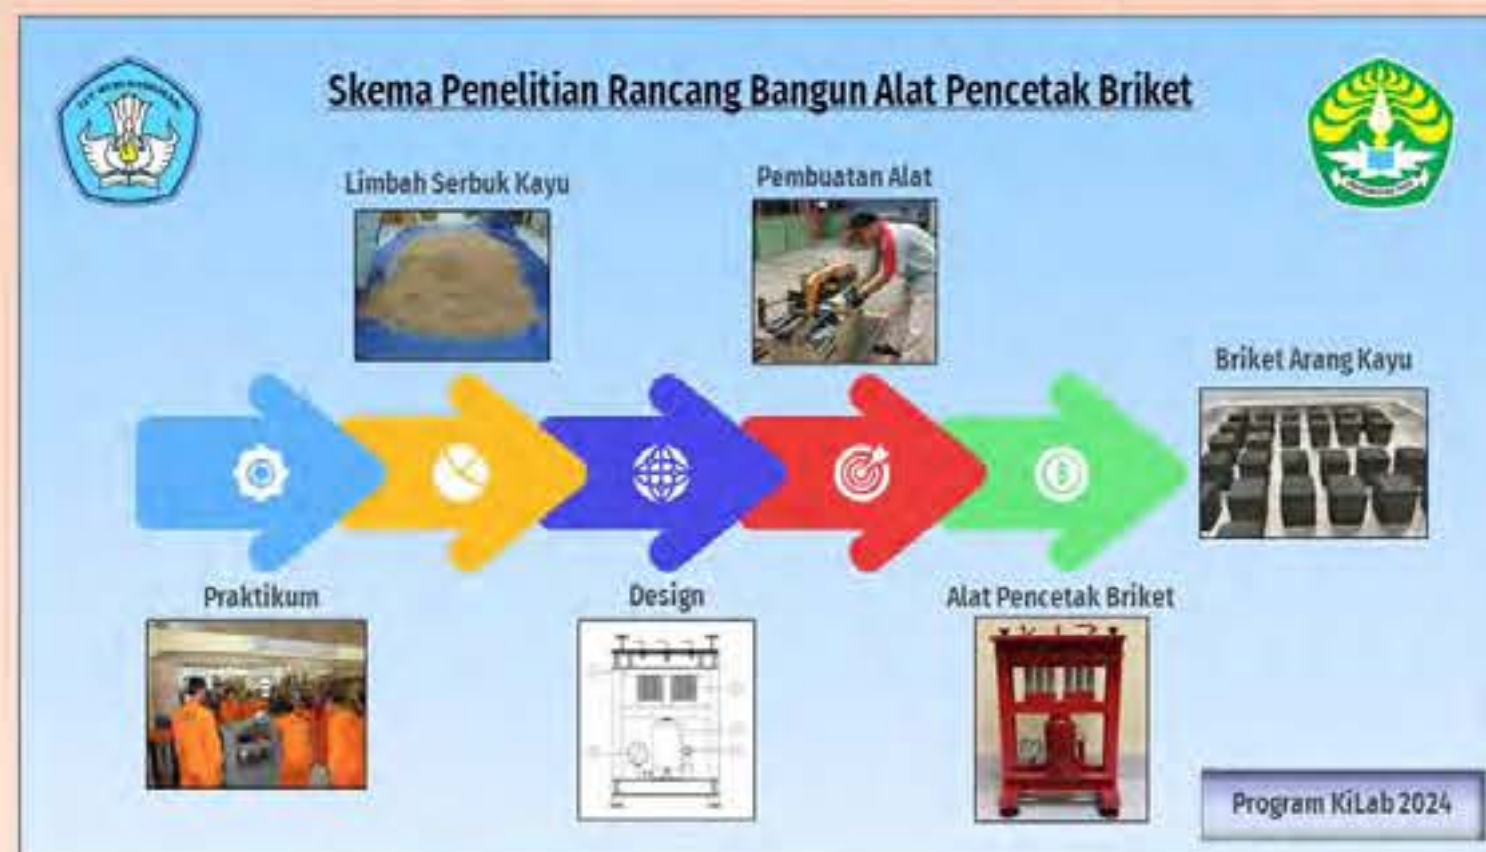 Skema Penelitian Rancang Bangun Alat Pencetak Briket
Limbah Serbuk Kayu
Pembuatan Alat
Briket Arang Kayu
Praktikum
Design
Alat Pencetak Briket
Program KiLab 2024